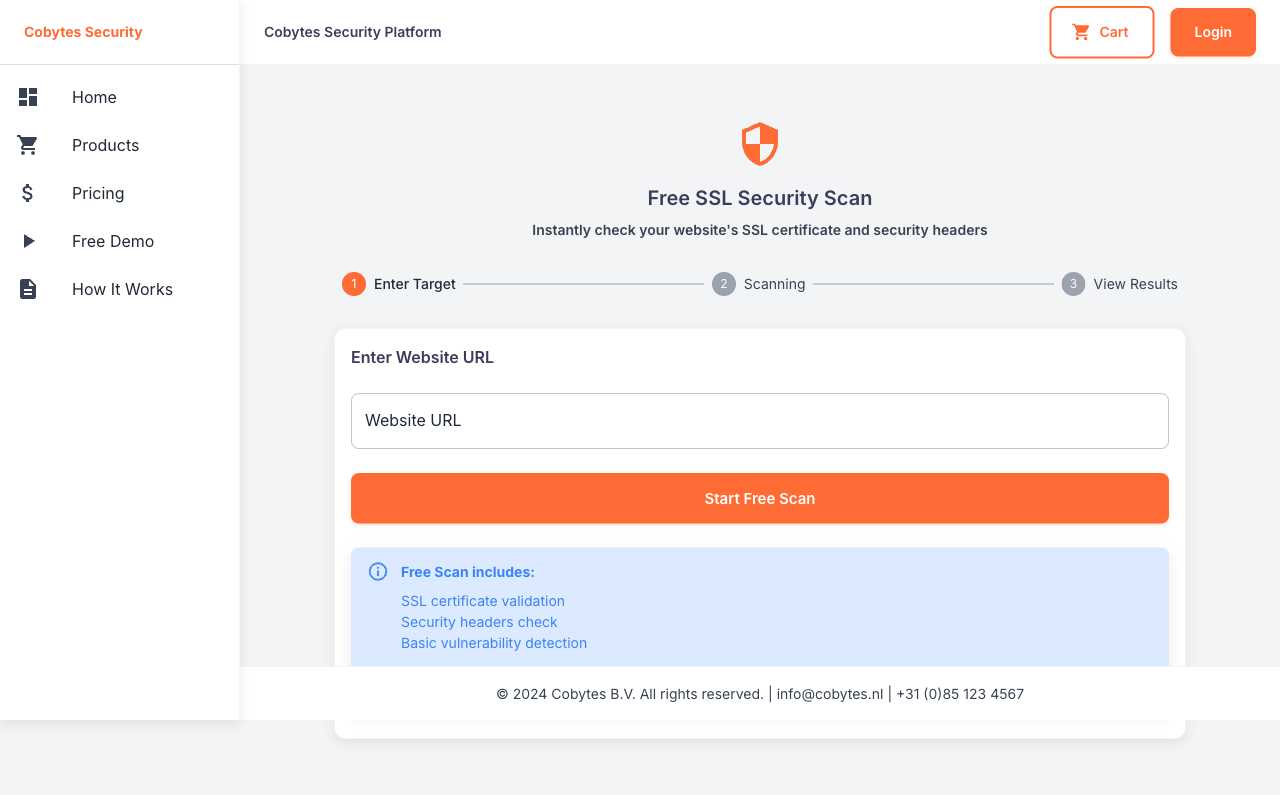 Cobytes Security
Cobytes Security Platform
Cart
Login
Home
Products
Pricing
Free Demo
How It Works
Free SSL Security Scan
Instantly check your website's SSL certificate and security headers
1 Enter Target
2 Scanning
3 View Results
Enter Website URL
Website URL
Start Free Scan
Free Scan includes:
SSL certificate validation
Security headers check
Basic vulnerability detection
© 2024 Cobytes B.V. All rights reserved. | info@cobytes.nl | +31 (0)85 123 4567